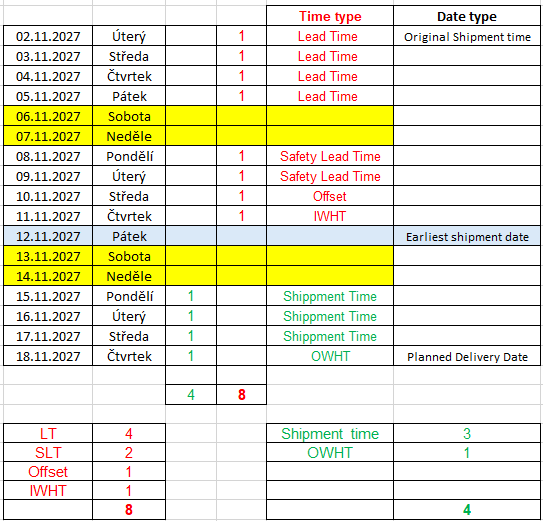 Time type Date type
02.11.2027 Úterý 1 Lead Time Original Shipment time
03.11.2027 Středa 1 Lead Time
04.11.2027 Čtvrtek 1 Lead Time
05.11.2027 Pátek 1 Lead Time
06.11.2027 Sobota
07.11.2027 Neděle
08.11.2027 Pondělí 1 Safety Lead Time
09.11.2027 Úterý 1 Safety Lead Time
10.11.2027 Středa 1 Offset
11.11.2027 Čtvrtek 1 IWHT
12.11.2027 Pátek Earliest shipment date
13.11.2027 Sobota
14.11.2027 Neděle
15.11.2027 Pondělí 1 Shippment Time
16.11.2027 Úterý 1 Shippment Time
17.11.2027 Středa 1 Shippment Time
18.11.2027 Čtvrtek 1 OWHT Planned Delivery Date
4 8
LT 4 Shipment time 3
SLT 2 OWHT 1
Offset 1
IWHT 1
8 4